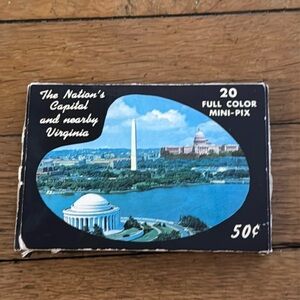 The Nation's
Capital
and nearby
Virginia
20
FULL COLOR
MINI-PIX
50¢